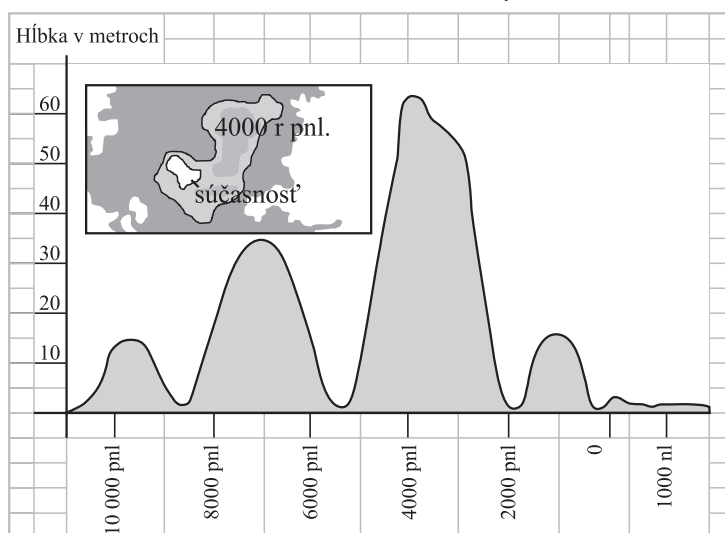 Hĺbka v metroch
60
50
40
30
20
10
4000 r pnl.
súčasnosť
10 000 pnl
8000 pnl
6000 pnl
4000 pnl
2000 pnl
0
1000 nl